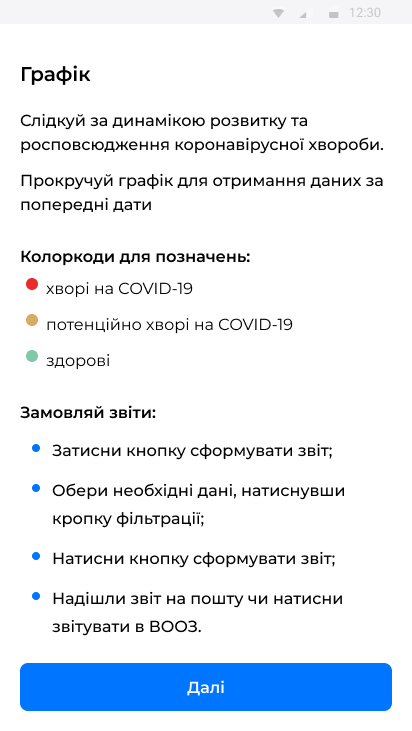 12:30
Графік
Слідкуй за динамікою розвитку та
росповсюдження коронавірусної хвороби.
Прокручуй графік для отримання даних за
попередні дати
Колоркоди для позначень:
хворі на COVID-19
потенційно хворі на COVID-19
здорові
Замовляй звіти:
Затисни кнопку сформувати звіт;
Обери необхідні дані, натиснувши
кропку фільтрації;
Натисни кнопку сформувати звіт;
Надішли звіт на пошту чи натисни
звітувати в ВООЗ.
Далі